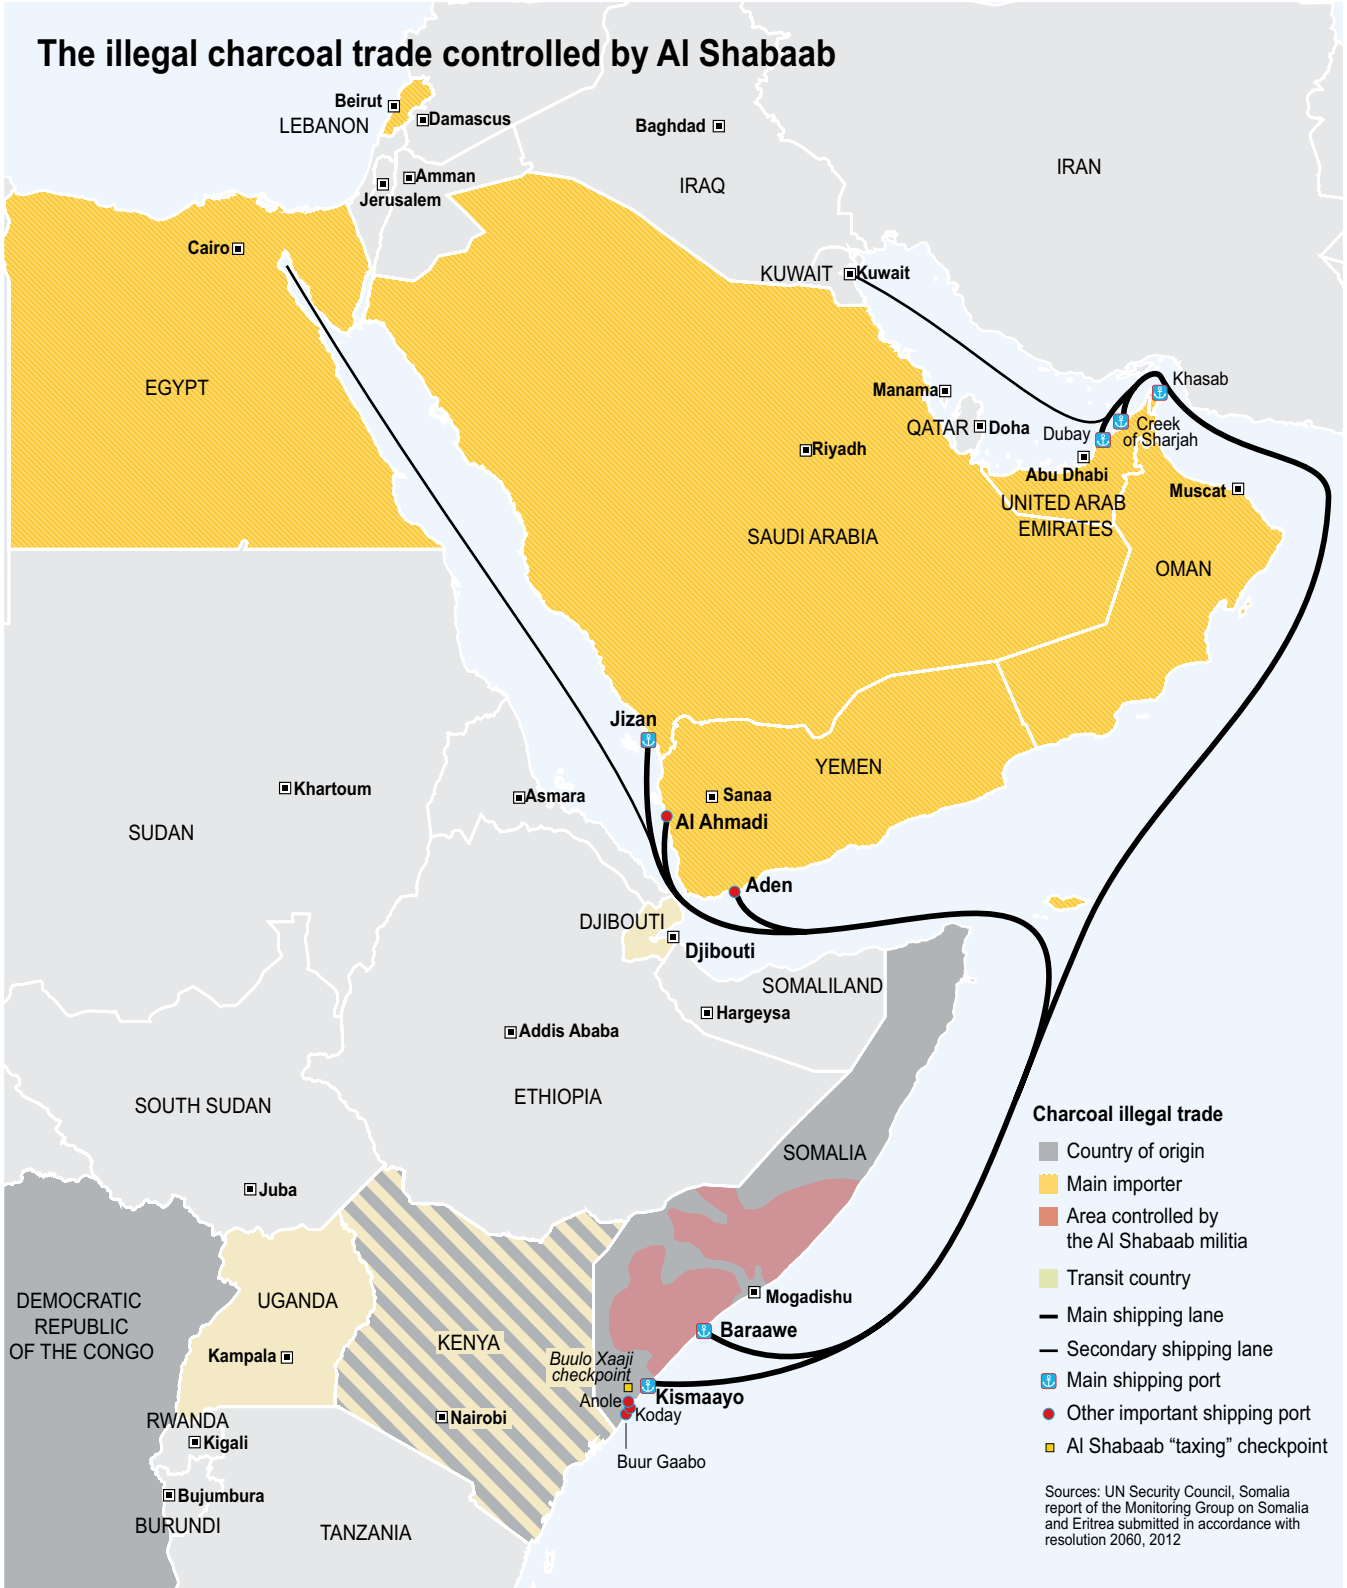 The illegal charcoal trade controlled by Al Shabaab
Beirut
LEBANON
Damascus
Baghdad
IRAN
Amman
IRAQ
Jerusalem
Cairo
KUWAIT
Kuwait
EGYPT
Khasab
Manama
QATAR
Doha
Dubay
Creek
of Sharjah
Riyadh
Abu Dhabi
Muscat
UNITED ARAB
EMIRATES
SAUDI ARABIA
OMAN
Jizan
YEMEN
Khartoum
Asmara
Sanaa
SUDAN
Al Ahmadi
Aden
DJIBOUTI
Djibouti
SOMALILAND
Hargeysa
Addis Ababa
ETHIOPIA
SOUTH SUDAN
SOMALIA
Juba
DEMOCRATIC
REPUBLIC
OF THE CONGO
UGANDA
Mogadishu
KENYA
Baraawe
Kampala
Buulo Xaaji
checkpoint
Kismaayo
Anole
Koday
RWANDA
Nairobi
Kigali
Buur Gaabo
Bujumbura
BURUNDI
TANZANIA
Charcoal illegal trade
Country of origin
Main importer
Area controlled by
the Al Shabaab militia
Transit country
Main shipping lane
Secondary shipping lane
Main shipping port
Other important shipping port
Al Shabaab “taxing” checkpoint
Sources: UN Security Council, Somalia
report of the Monitoring Group on Somalia
and Eritrea submitted in accordance with
resolution 2060, 2012